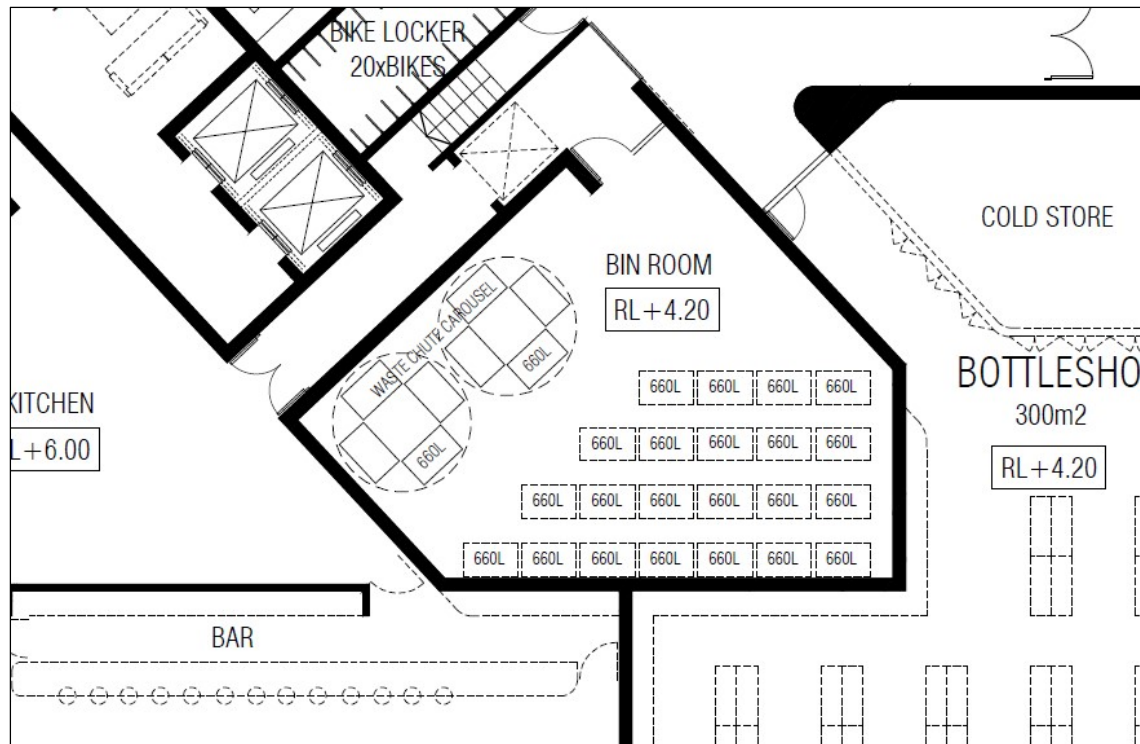 BIKE LOCKER
20xBIKES
COLD STORE
BIN ROOM
RL+4.20
WASTE CHUTE CAROUSEL
660L
660L
660L 660L 660L 660L
660L 660L 660L 660L 660L
660L 660L 660L 660L 660L 660L
660L 660L 660L 660L 660L 660L 660L
KITCHEN
L+6.00
BOTTLESHO
300m2
RL+4.20
BAR